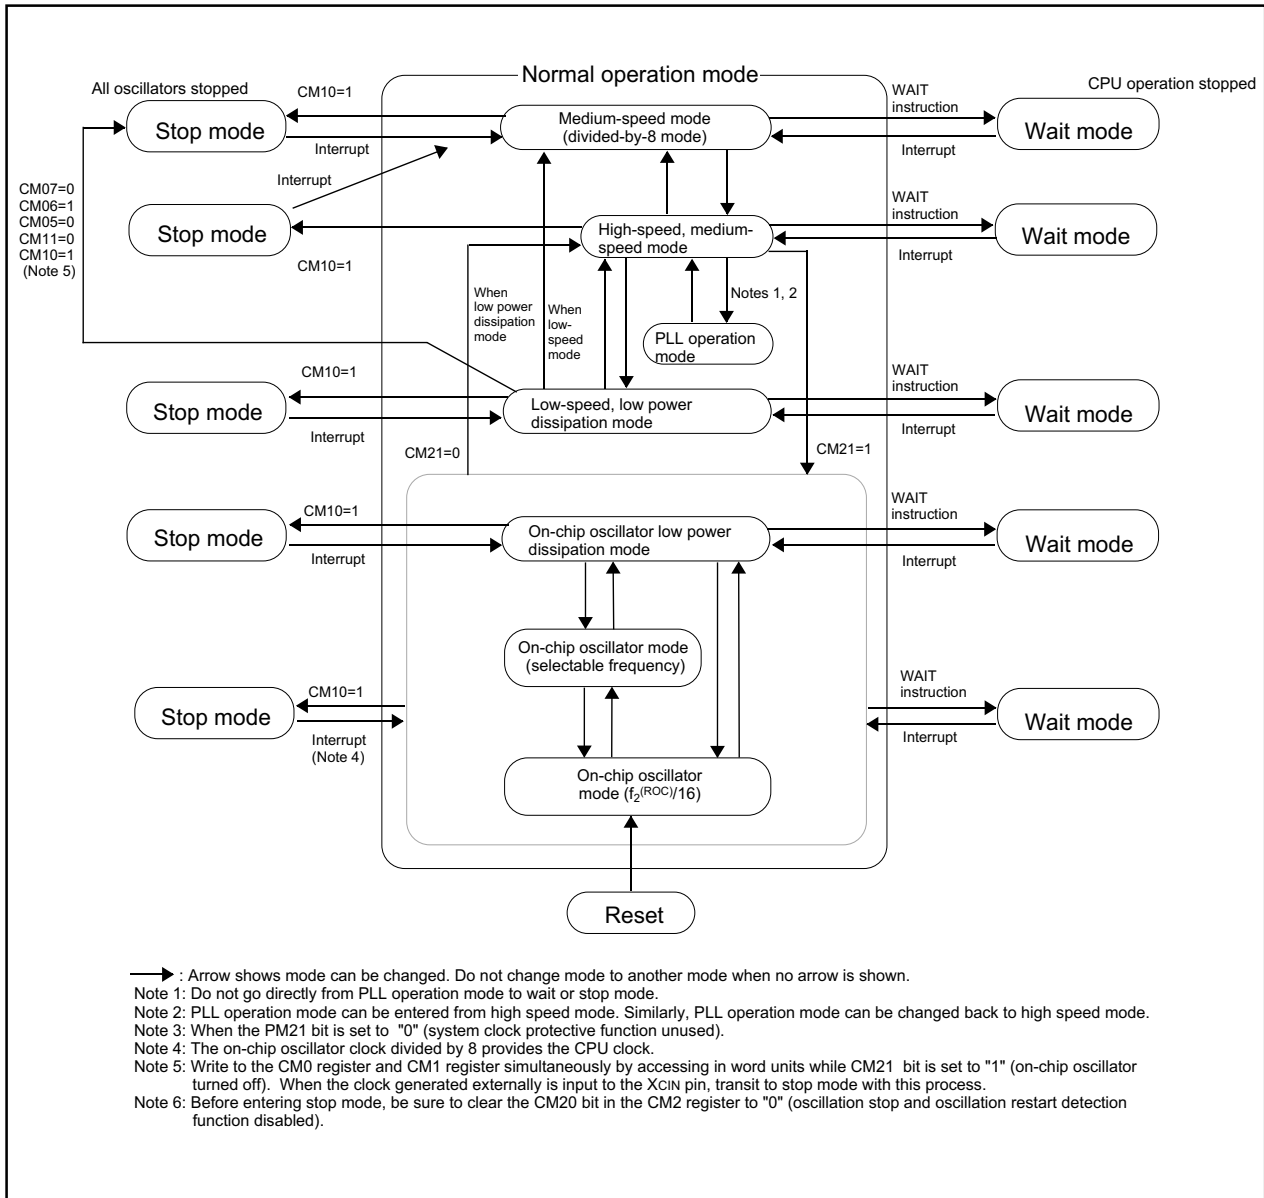 Normal operation mode
All oscillators stopped
CPU operation stopped
CM10=1
Stop mode
Interrupt
Medium-speed mode
(divided-by-8 mode)
WAIT
instruction
Wait mode
Interrupt
CM07=0
CM06=1
CM05=0
CM11=0
CM10=1
(Note 5)
Interrupt
Stop mode
CM10=1
High-speed, medium-
speed mode
WAIT
instruction
Wait mode
Interrupt
When
low power
dissipation
mode
When
low-
speed
mode
Notes 1, 2
PLL operation
mode
CM10=1
Stop mode
Interrupt
Low-speed, low power
dissipation mode
WAIT
instruction
Wait mode
Interrupt
CM21=0
CM21=1
CM10=1
Stop mode
Interrupt
On-chip oscillator low power
dissipation mode
WAIT
instruction
Wait mode
Interrupt
On-chip oscillator mode
(selectable frequency)
CM10=1
Stop mode
Interrupt
(Note 4)
WAIT
instruction
Wait mode
Interrupt
On-chip oscillator
mode (f2(ROC)/16)
Reset
: Arrow shows mode can be changed. Do not change mode to another mode when no arrow is shown.
Note 1: Do not go directly from PLL operation mode to wait or stop mode.
Note 2: PLL operation mode can be entered from high speed mode. Similarly, PLL operation mode can be changed back to high speed mode.
Note 3: When the PM21 bit is set to "0" (system clock protective function unused).
Note 4: The on-chip oscillator clock divided by 8 provides the CPU clock.
Note 5: Write to the CM0 register and CM1 register simultaneously by accessing in word units while CM21 bit is set to "1" (on-chip oscillator
turned off). When the clock generated externally is input to the XCIN pin, transit to stop mode with this process.
Note 6: Before entering stop mode, be sure to clear the CM20 bit in the CM2 register to "0" (oscillation stop and oscillation restart detection
function disabled).